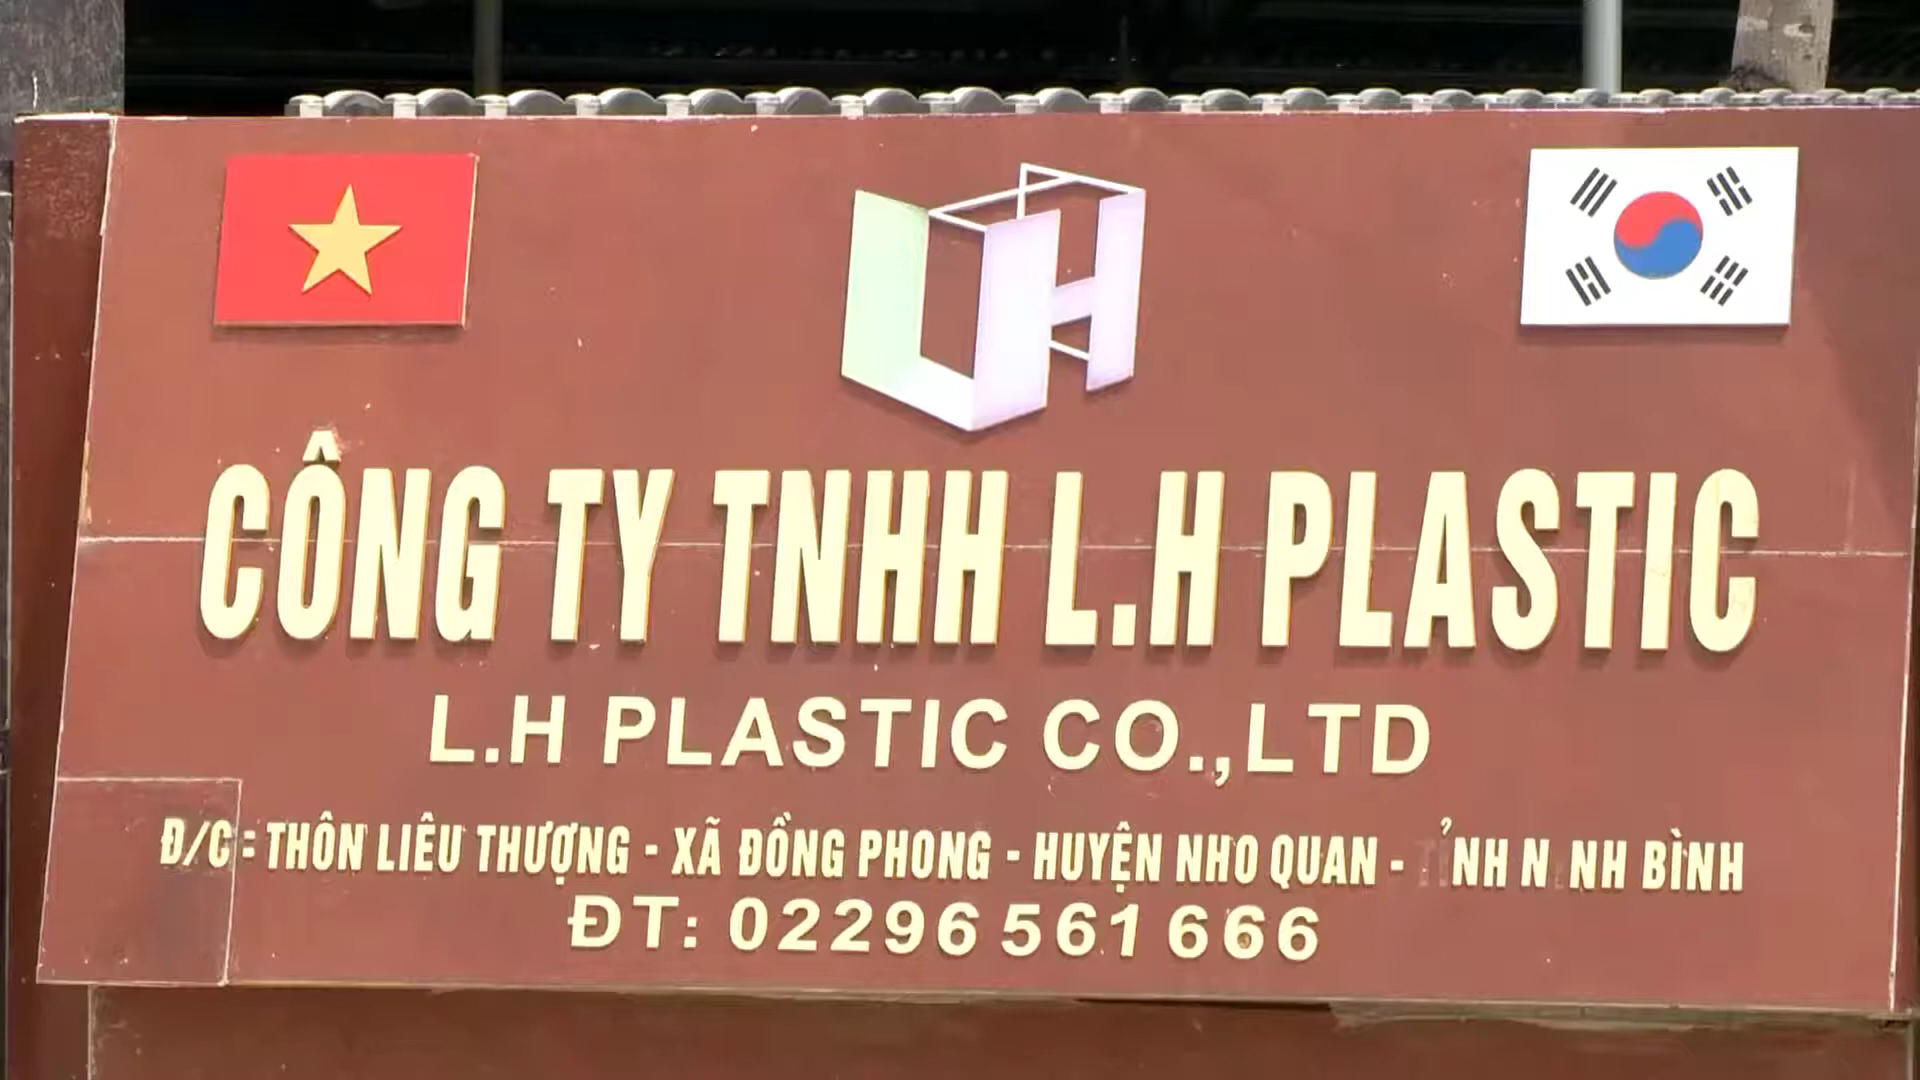 LH
CÔNG TY TNHH L.H PLASTIC
L.H PLASTIC CO.,LTD
Đ/C: THÔN LIÊU THƯỢNG - XÃ ĐỒNG PHONG - HUYỆN NHO QUAN - ỈNH N NH BÌNH
ĐT: 02296 561 666